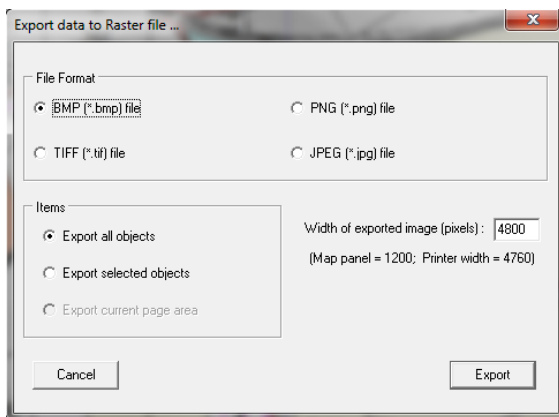 Export data to Raster file ...
File Format
BMP (*.bmp) file
PNG (*.png) file
TIFF (*.tif) file
JPEG (*.jpg) file
Items
Export all objects
Export selected objects
Export current page area
Width of exported image (pixels) : 4800
(Map panel = 1200; Printer width = 4760)
Cancel
Export